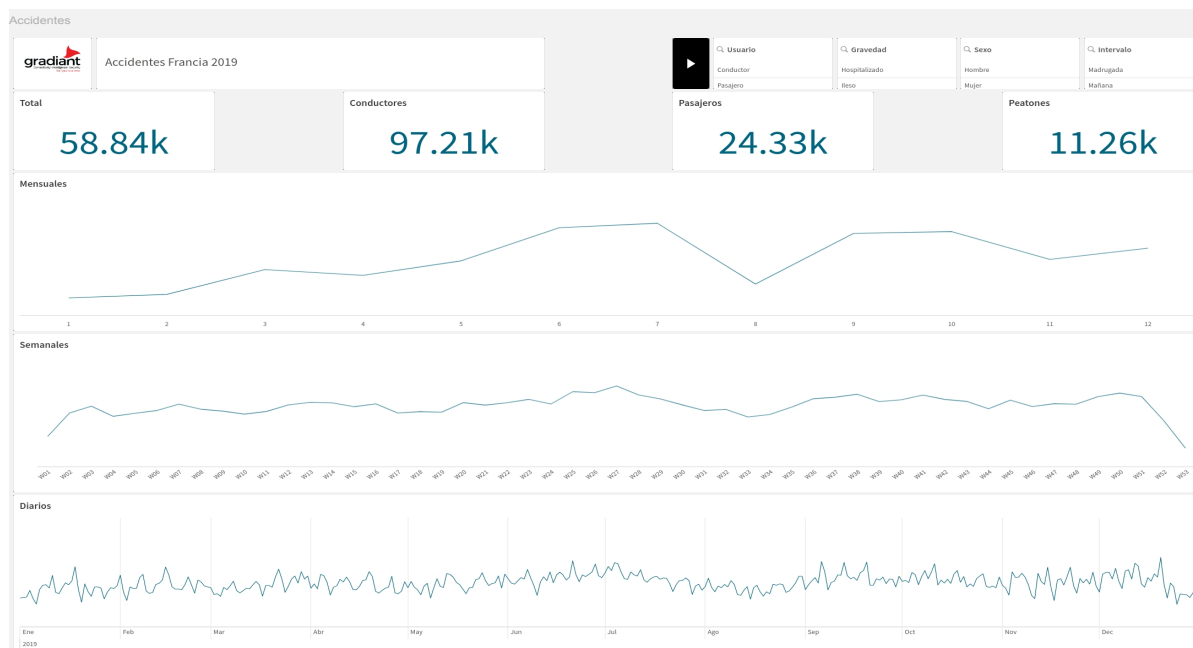 Accidentes
gradiant
Accidentes Francia 2019
Usuario
Conductor
Pasajero
Gravedad
Hospitalizado
Ileso
Sexo
Hombre
Mujer
Intervalo
Madrugada
Mañana
Total
58.84k
Conductores
97.21k
Pasajeros
24.33k
Peatones
11.26k
Mensuales
1 2 3 4 5 6 7 8 9 10 11 12
Semanales
W01 W02 W03 W04 W05 W06 W07 W08 W09 W10 W11 W12 W13 W14 W15 W16 W17 W18 W19 W20 W21 W22 W23 W24 W25 W26 W27 W28 W29 W30 W31 W32 W33 W34 W35 W36 W37 W38 W39 W40 W41 W42 W43 W44 W45 W46 W47 W48 W49 W50 W51 W52 W53
Diarios
Ene Feb Mar Abr May Jun Jul Ago Sep Oct Nov Dec
2019